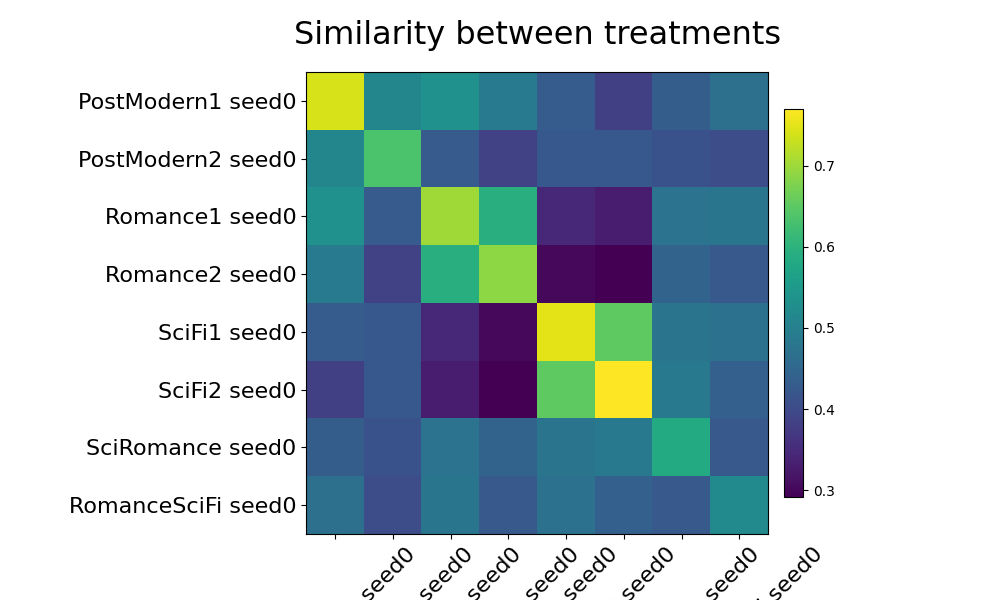 Similarity between treatments
PostModern1 seed0
PostModern2 seed0
Romance1 seed0
Romance2 seed0
SciFi1 seed0
SciFi2 seed0
SciRomance seed0
RomanceSciFi seed0
0.7
0.6
0.5
0.4
0.3
seed0
seed0
seed0
seed0
seed0
seed0
seed0
seed0